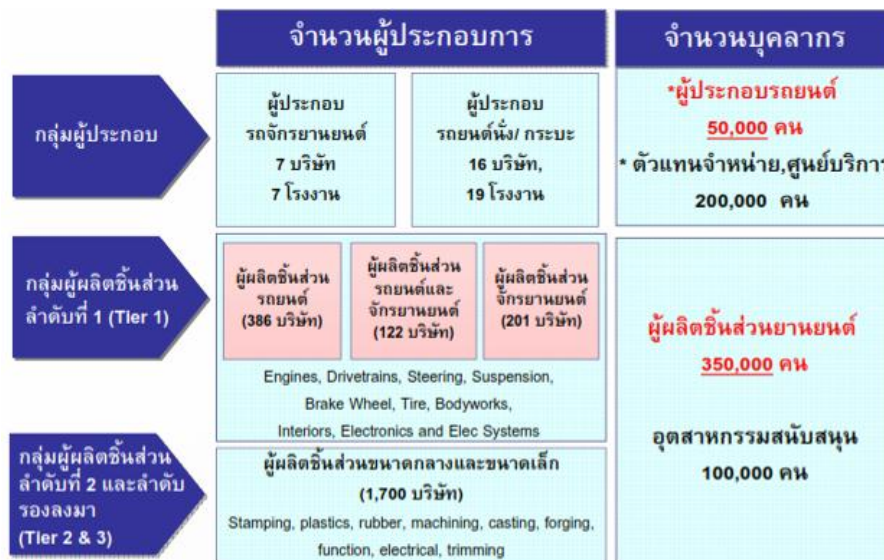 จำนวนผู้ประกอบการ
จำนวนบุคลากร
กลุ่มผู้ประกอบ
ผู้ประกอบ
รถจักรยานยนต์
7 บริษัท
7 โรงงาน
ผู้ประกอบ
รถยนต์นั่ง/ กระบะ
16 บริษัท,
19 โรงงาน
*ผู้ประกอบรถยนต์
50,000 คน
* ตัวแทนจำหน่าย,ศูนย์บริการ
200,000 คน
กลุ่มผู้ผลิตชิ้นส่วน
ลำดับที่ 1 (Tier 1)
ผู้ผลิตชิ้นส่วน
รถยนต์
(386 บริษัท)
ผู้ผลิตชิ้นส่วน
รถยนต์และ
จักรยานยนต์
(122 บริษัท)
ผู้ผลิตชิ้นส่วน
จักรยานยนต์
(201 บริษัท)
Engines, Drivetrains, Steering, Suspension,
Brake Wheel, Tire, Bodyworks,
Interiors, Electronics and Elec Systems
ผู้ผลิตชิ้นส่วนยานยนต์
350,000 คน
อุตสาหกรรมสนับสนุน
100,000 คน
กลุ่มผู้ผลิตชิ้นส่วน
ลำดับที่ 2 และลำดับ
รองลงมา
(Tier 2 & 3)
ผู้ผลิตชิ้นส่วนขนาดกลางและขนาดเล็ก
(1,700 บริษัท)
Stamping, plastics, rubber, machining, casting, forging,
function, electrical, trimming